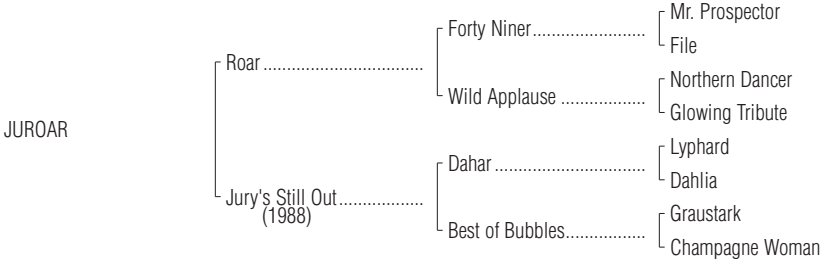 Mr. Prospector
Forty Niner........................
File
Roar ..................................
Northern Dancer
Wild Applause ..................
Glowing Tribute
JUROAR
Lyphard
Dahar ................................
Dahlia
Jury's Still Out..................
(1988)
Graustark
Best of Bubbles.................
Champagne Woman